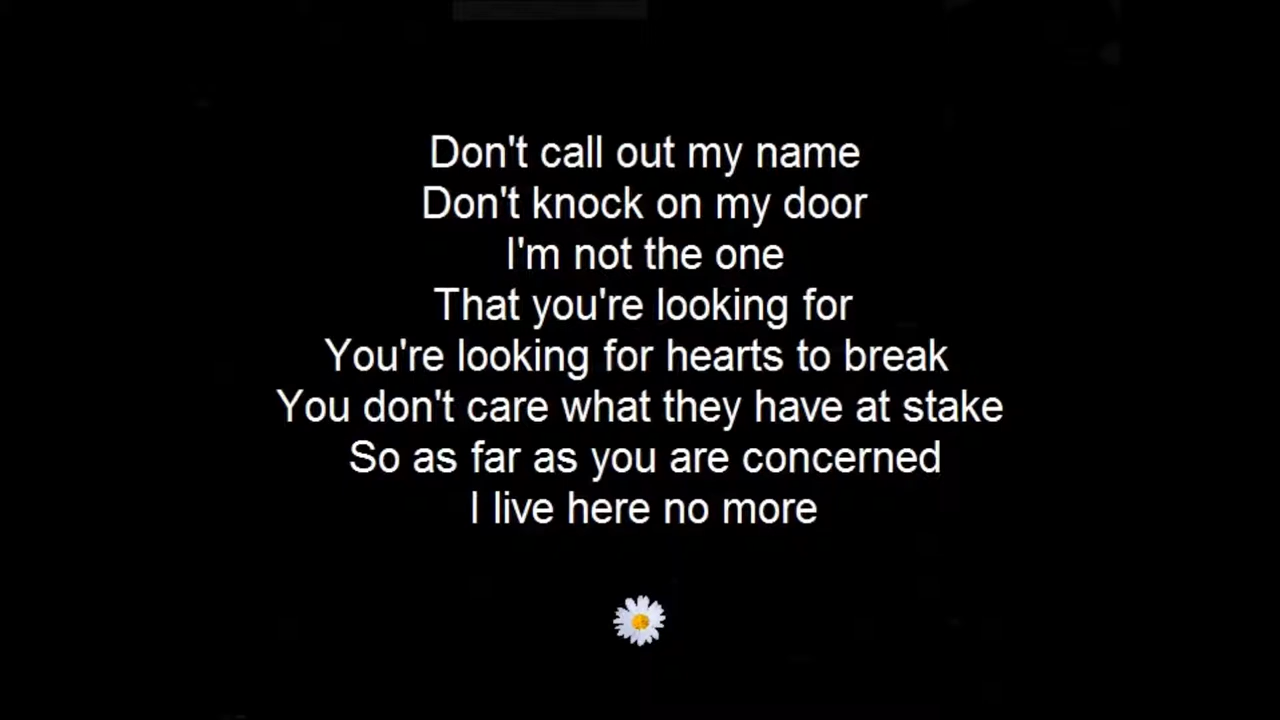 Don't call out my name
Don't knock on my door
I'm not the one
That you're looking for
You're looking for hearts to break
You don't care what they have at stake
So as far as you are concerned
I live here no more